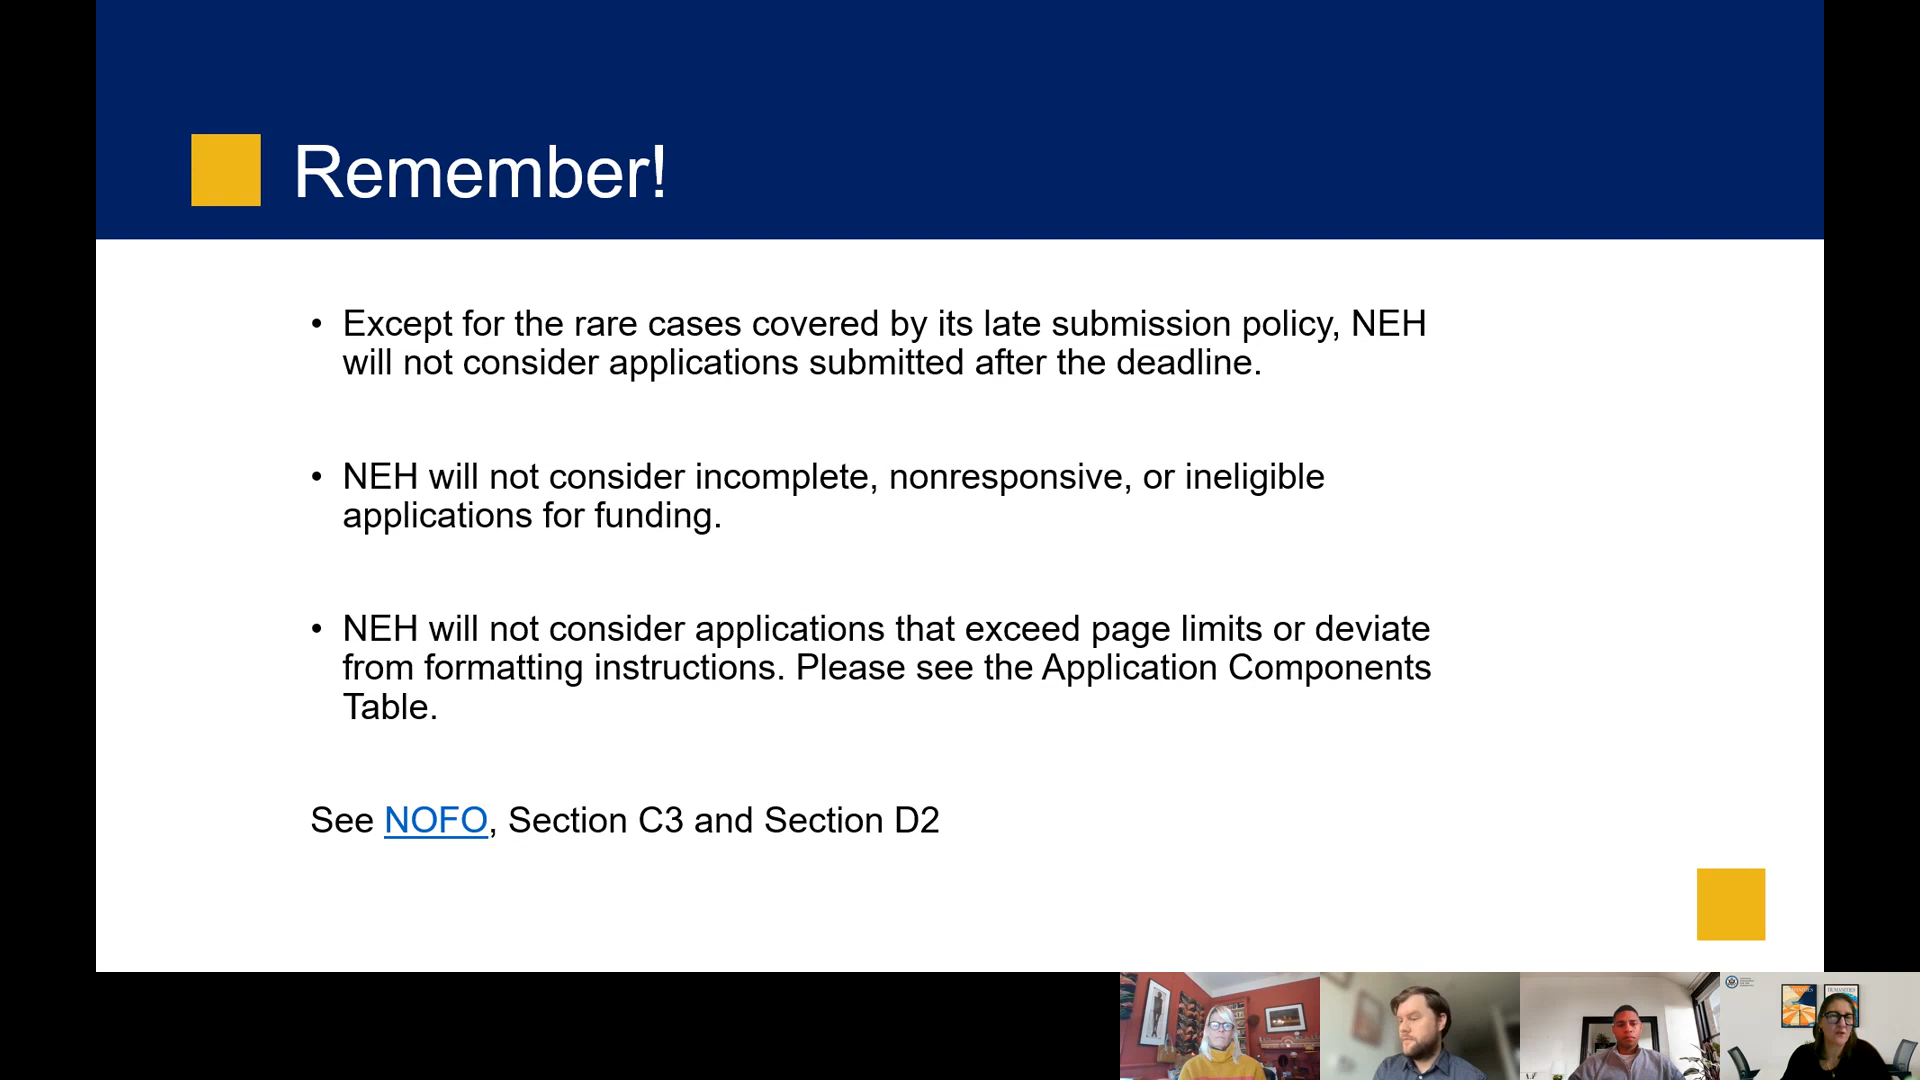 Remember!
• Except for the rare cases covered by its late submission policy, NEH
will not consider applications submitted after the deadline.
• NEH will not consider incomplete, nonresponsive, or ineligible
applications for funding.
• NEH will not consider applications that exceed page limits or deviate
from formatting instructions. Please see the Application Components
Table.
See NOFO, Section C3 and Section D2